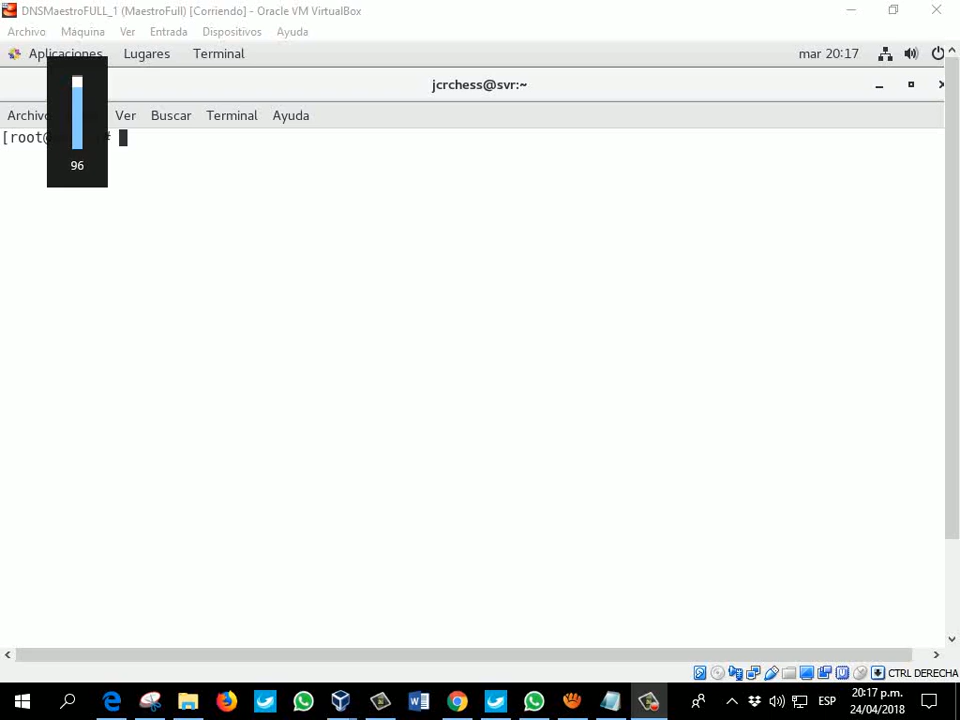 DNSMaestroFULL_1 (MaestroFull) [Corriendo] - Oracle VM VirtualBox
Archivo Máquina Ver Entrada Dispositivos Ayuda
Aplicaciones Lugares Terminal mar 20:17
jcrchess@svr:~
Archivo Ver Buscar Terminal Ayuda
[root@ #
96
CTRL DERECHA
ESP
20:17 p.m.
24/04/2018